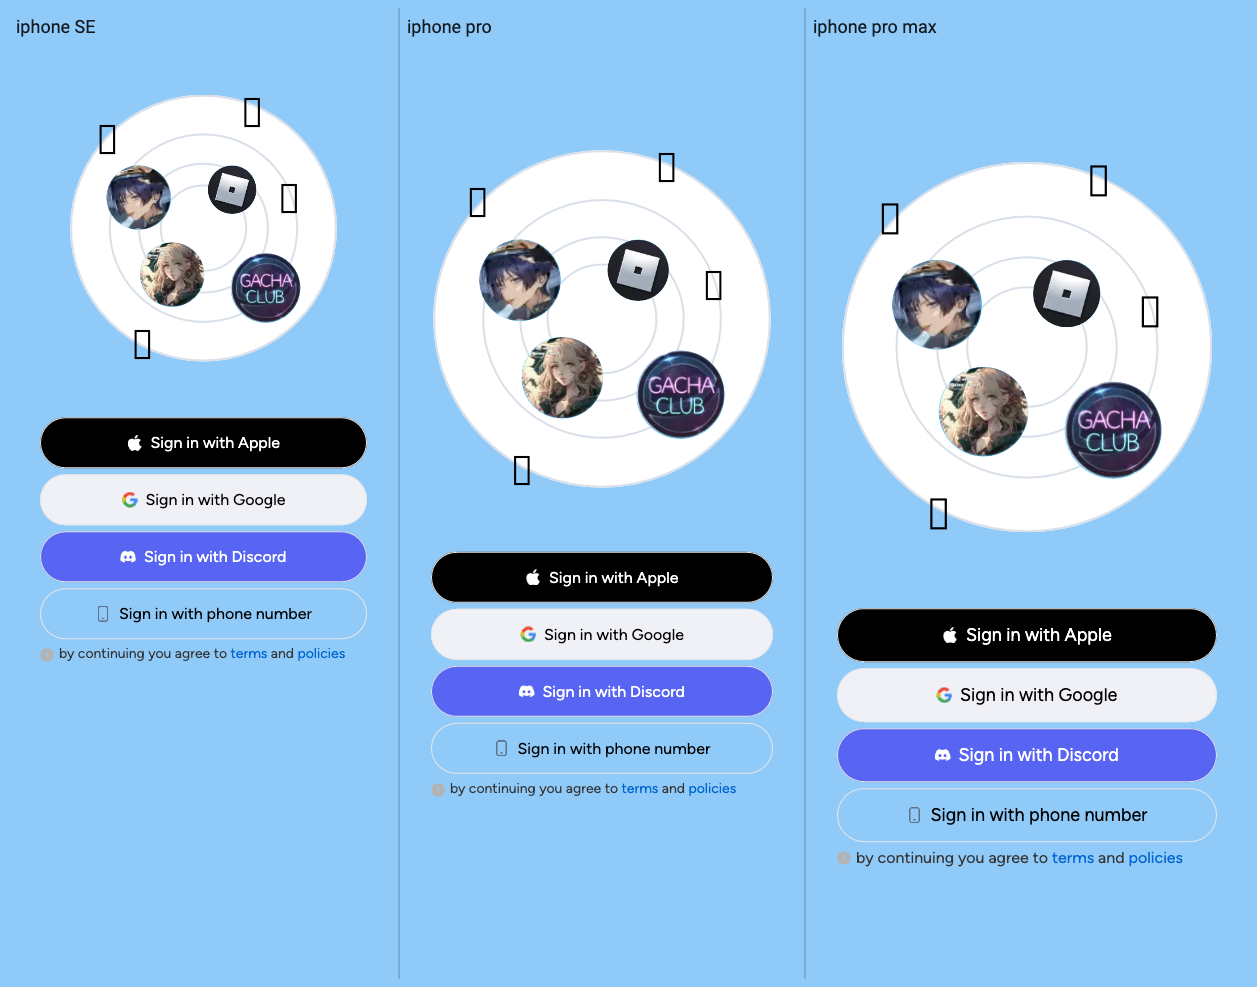 iphone SE
GACHA
CLUB
Sign in with Apple
Sign in with Google
Sign in with Discord
Sign in with phone number
by continuing you agree to terms and policies
iphone pro
GACHA
CLUB
Sign in with Apple
Sign in with Google
Sign in with Discord
Sign in with phone number
by continuing you agree to terms and policies
iphone pro max
GACHA
CLUB
Sign in with Apple
Sign in with Google
Sign in with Discord
Sign in with phone number
by continuing you agree to terms and policies